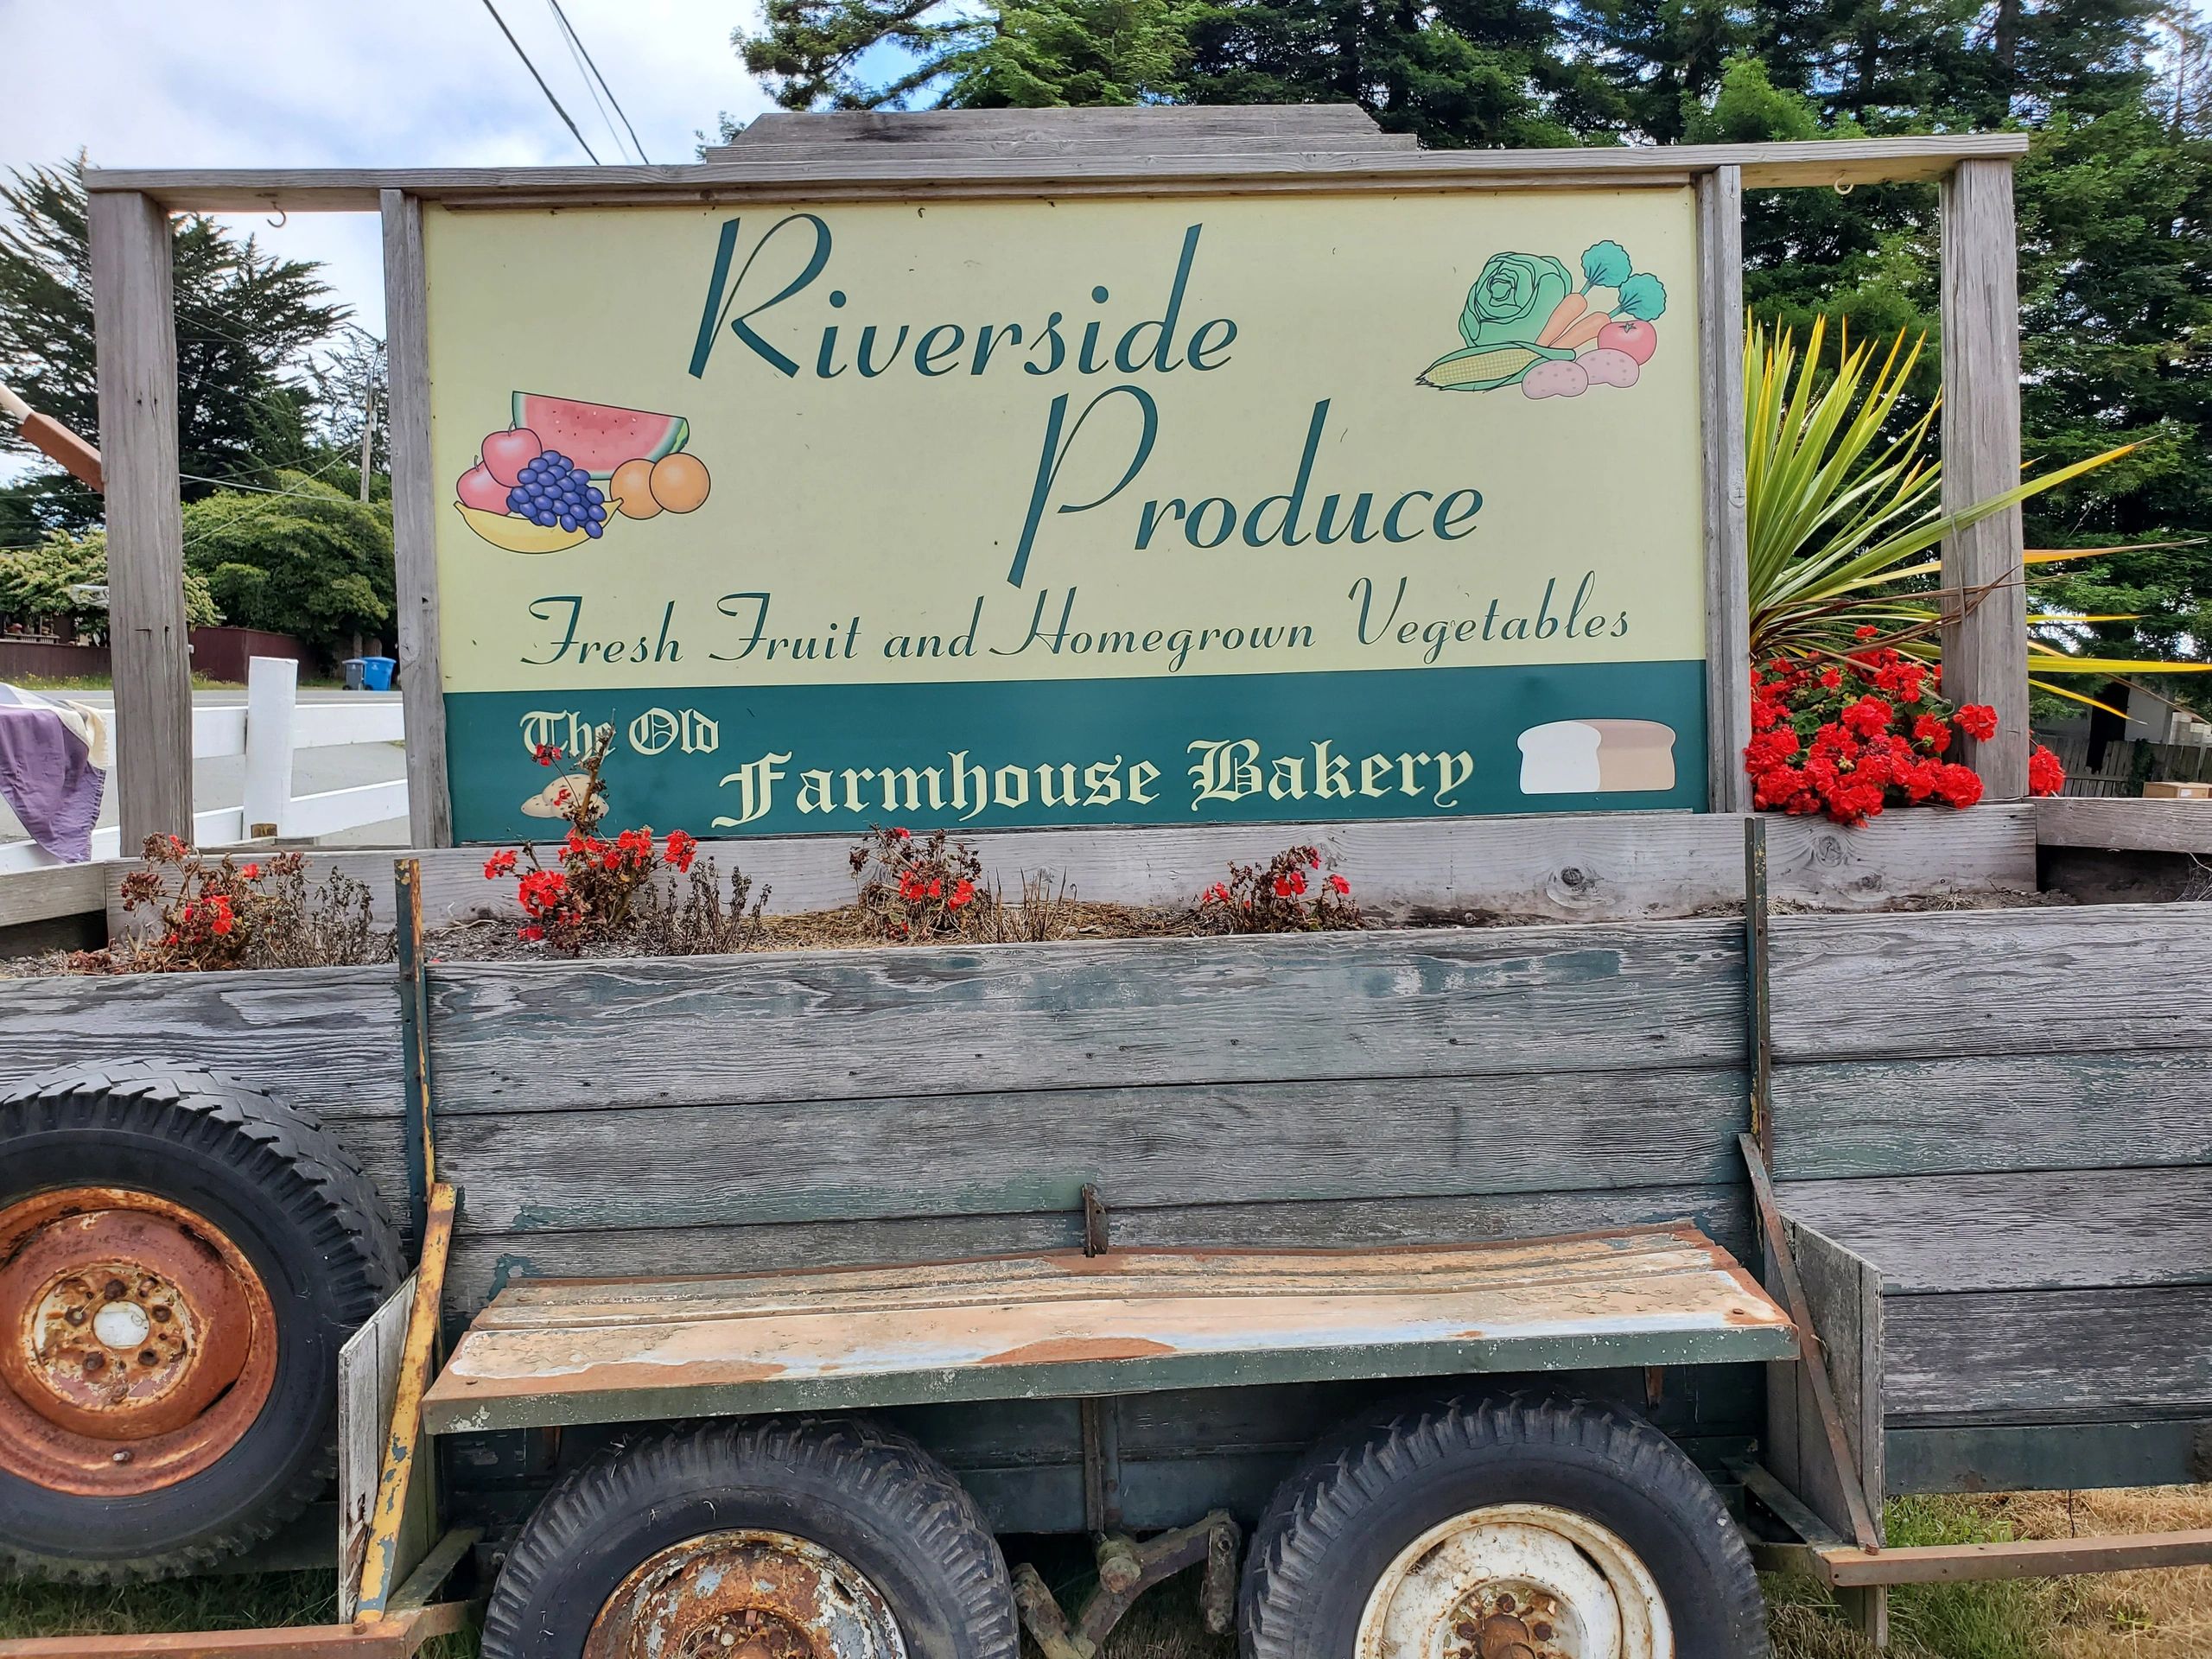 Riverside
Produce
Fresh Fruit and Homegrown Vegetables
The Old
Farmhouse Bakery